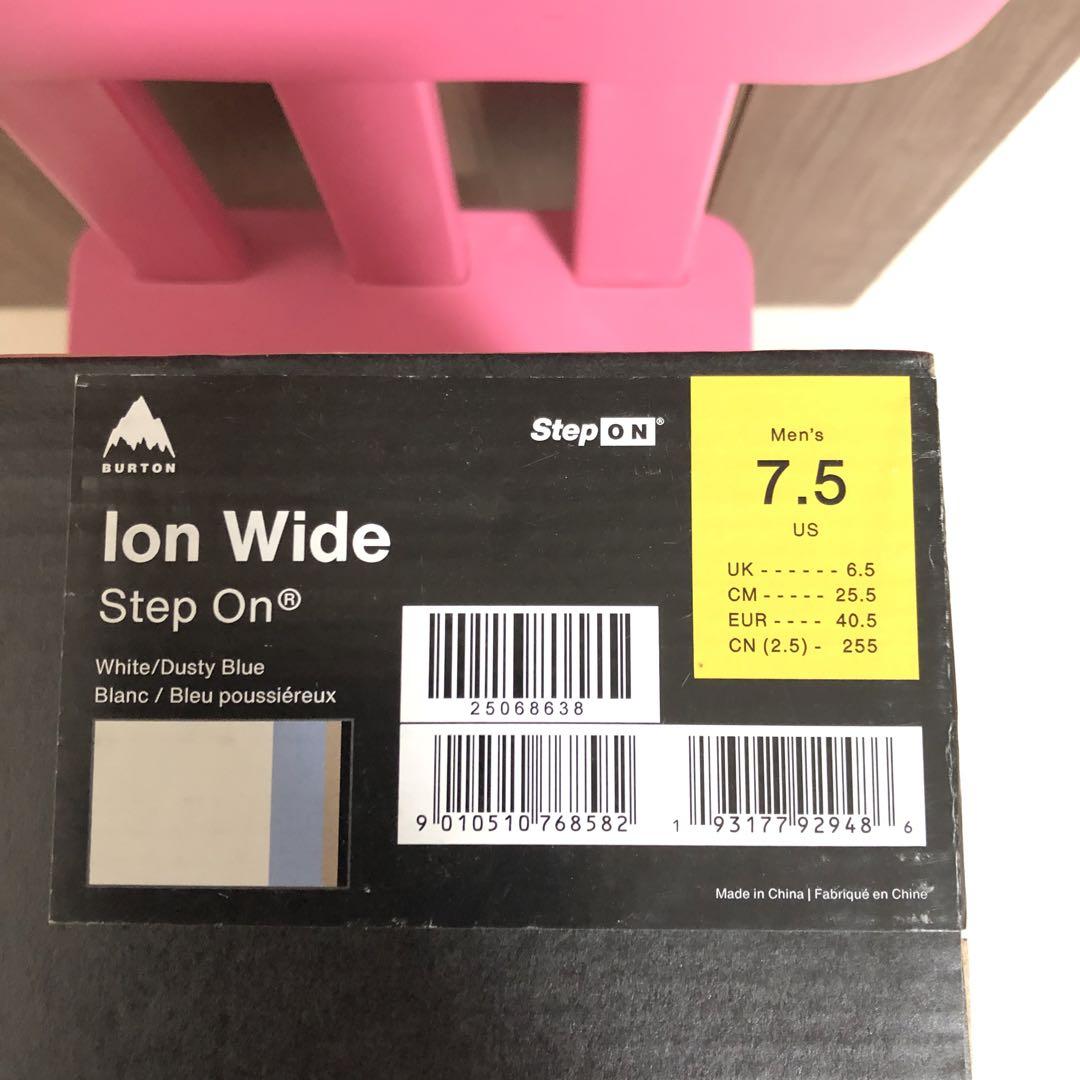 BURTON
StepON®
Ion Wide
Step On®
White/Dusty Blue
Blanc / Bleu poussiéreux
Men's
7.5
US
UK - - - - - - 6.5
CM - - - - - 25.5
EUR - - - - 40.5
CN (2.5) - 255
25068638
9 010510 768582
1 93177 92948 6
Made in China | Fabriqué en Chine